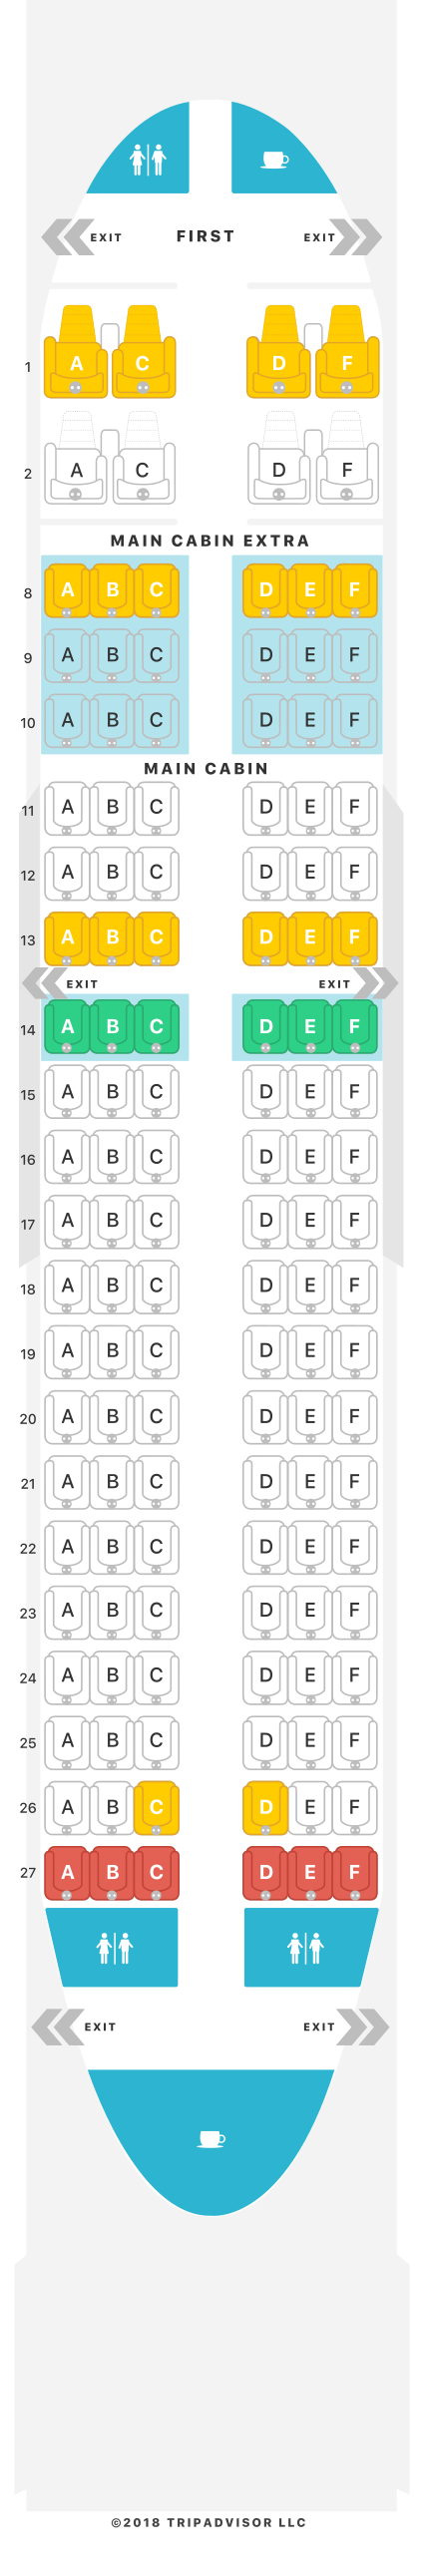 EXIT FIRST EXIT
1 A C D F
2 A C D F
MAIN CABIN EXTRA
8 A B C D E F
9 A B C D E F
10 A B C D E F
MAIN CABIN
11 A B C D E F
12 A B C D E F
13 A B C D E F
EXIT EXIT
14 A B C D E F
15 A B C D E F
16 A B C D E F
17 A B C D E F
18 A B C D E F
19 A B C D E F
20 A B C D E F
21 A B C D E F
22 A B C D E F
23 A B C D E F
24 A B C D E F
25 A B C D E F
26 A B C D E F
27 A B C D E F
EXIT EXIT
©2018 TRIPADVISOR LLC